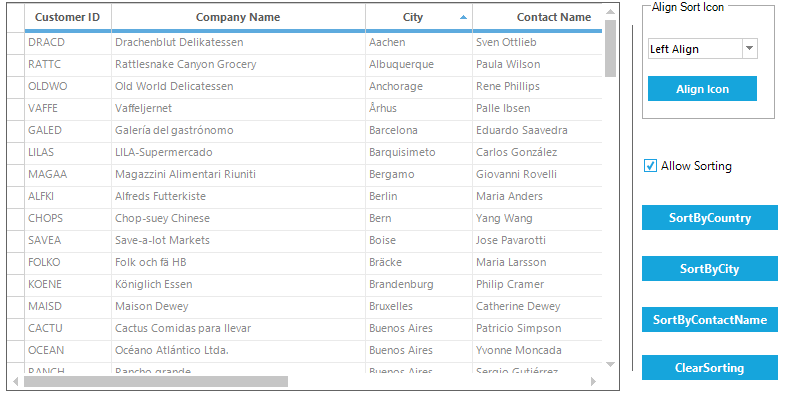 Customer ID Company Name City Contact Name
DRACD Drachenblut Delikatessen Aachen Sven Ottlieb
RATTC Rattlesnake Canyon Grocery Albuquerque Paula Wilson
OLDWO Old World Delicatessen Anchorage Rene Phillips
VAFFE Vaffeljernet Århus Palle Ibsen
GALED Galería del gastrónomo Barcelona Eduardo Saavedra
LILAS LILA-Supermercado Barquisimeto Carlos González
MAGAA Magazzini Alimentari Riuniti Bergamo Giovanni Rovelli
ALFKI Alfreds Futterkiste Berlin Maria Anders
CHOPS Chop-suey Chinese Bern Yang Wang
SAVEA Save-a-lot Markets Boise Jose Pavarotti
FOLKO Folk och fä HB Bräcke Maria Larsson
KOENE Königlich Essen Brandenburg Philip Cramer
MAISD Maison Dewey Bruxelles Catherine Dewey
CACTU Cactus Comidas para llevar Buenos Aires Patricio Simpson
OCEAN Océano Atlántico Ltda. Buenos Aires Yvonne Moncada
RANCH Rancho grande Buenos Aires Sergio Gutiérrez
Align Sort Icon
Left Align
Align Icon
Allow Sorting
SortByCountry
SortByCity
SortByContactName
ClearSorting